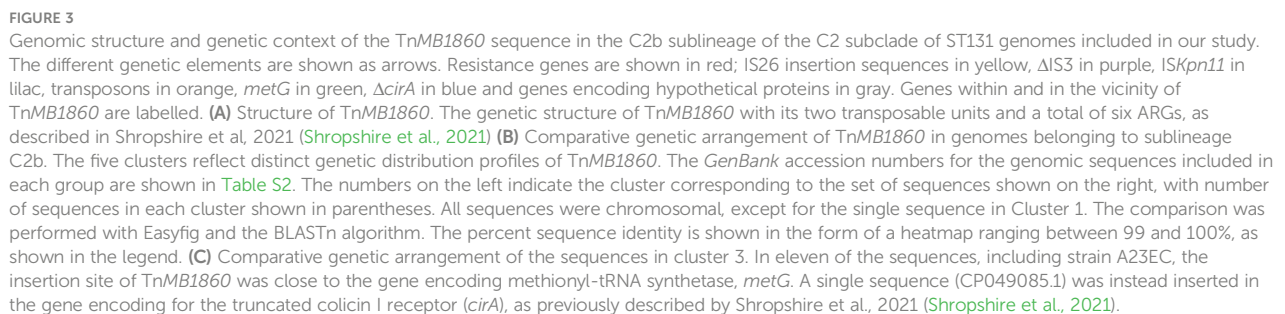 FIGURE 3
Genomic structure and genetic context of the TnMB1860 sequence in the C2b sublineage of the C2 subclade of ST131 genomes included in our study.
The different genetic elements are shown as arrows. Resistance genes are shown in red; IS26 insertion sequences in yellow, ΔIS3 in purple, ISKpn11 in
lilac, transposons in orange, metG in green, ΔcirA in blue and genes encoding hypothetical proteins in gray. Genes within and in the vicinity of
TnMB1860 are labelled. (A) Structure of TnMB1860. The genetic structure of TnMB1860 with its two transposable units and a total of six ARGs, as
described in Shropshire et al, 2021 (Shropshire et al., 2021) (B) Comparative genetic arrangement of TnMB1860 in genomes belonging to sublineage
C2b. The five clusters reflect distinct genetic distribution profiles of TnMB1860. The GenBank accession numbers for the genomic sequences included in
each group are shown in Table S2. The numbers on the left indicate the cluster corresponding to the set of sequences shown on the right, with number
of sequences in each cluster shown in parentheses. All sequences were chromosomal, except for the single sequence in Cluster 1. The comparison was
performed with Easyfig and the BLASTn algorithm. The percent sequence identity is shown in the form of a heatmap ranging between 99 and 100%, as
shown in the legend. (C) Comparative genetic arrangement of the sequences in cluster 3. In eleven of the sequences, including strain A23EC, the
insertion site of TnMB1860 was close to the gene encoding methionyl-tRNA synthetase, metG. A single sequence (CP049085.1) was instead inserted in
the gene encoding for the truncated colicin I receptor (cirA), as previously described by Shropshire et al., 2021 (Shropshire et al., 2021).